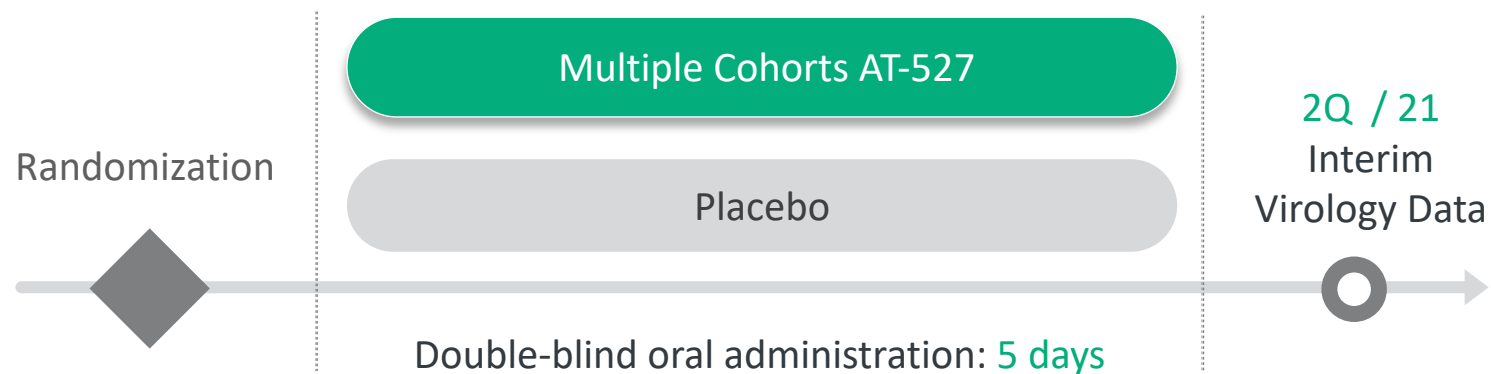 Randomization
Multiple Cohorts AT-527
Placebo
Double-blind oral administration: 5 days
2Q / 21
Interim
Virology Data